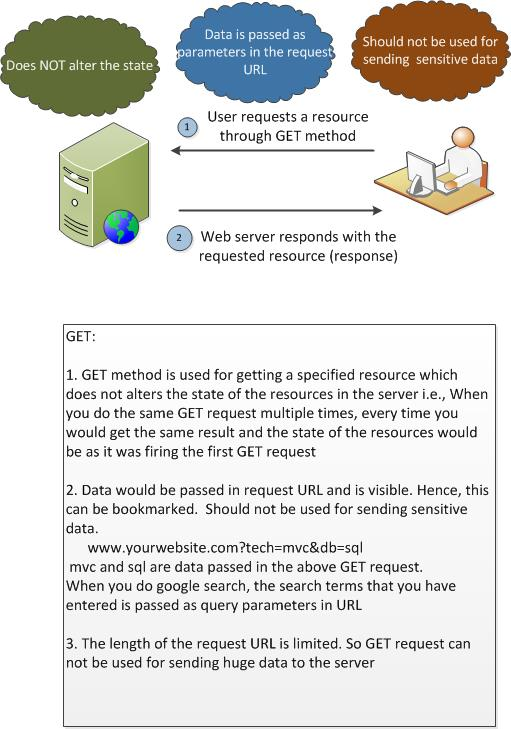 Does NOT alter the state
Data is passed as
parameters in the request
URL
Should not be used for
sending  sensitive data
1
User requests a resource
through GET method
2
Web server responds with the
requested resource (response)
GET:
1. GET method is used for getting a specified resource which
does not alters the state of the resources in the server i.e., When
you do the same GET request multiple times, every time you
would get the same result and the state of the resources would
be as it was firing the first GET request
2. Data would be passed in request URL and is visible. Hence, this
can be bookmarked.  Should not be used for sending sensitive
data.
www.yourwebsite.com?tech=mvc&db=sql
mvc and sql are data passed in the above GET request.
When you do google search, the search terms that you have
entered is passed as query parameters in URL
3. The length of the request URL is limited. So GET request can
not be used for sending huge data to the server